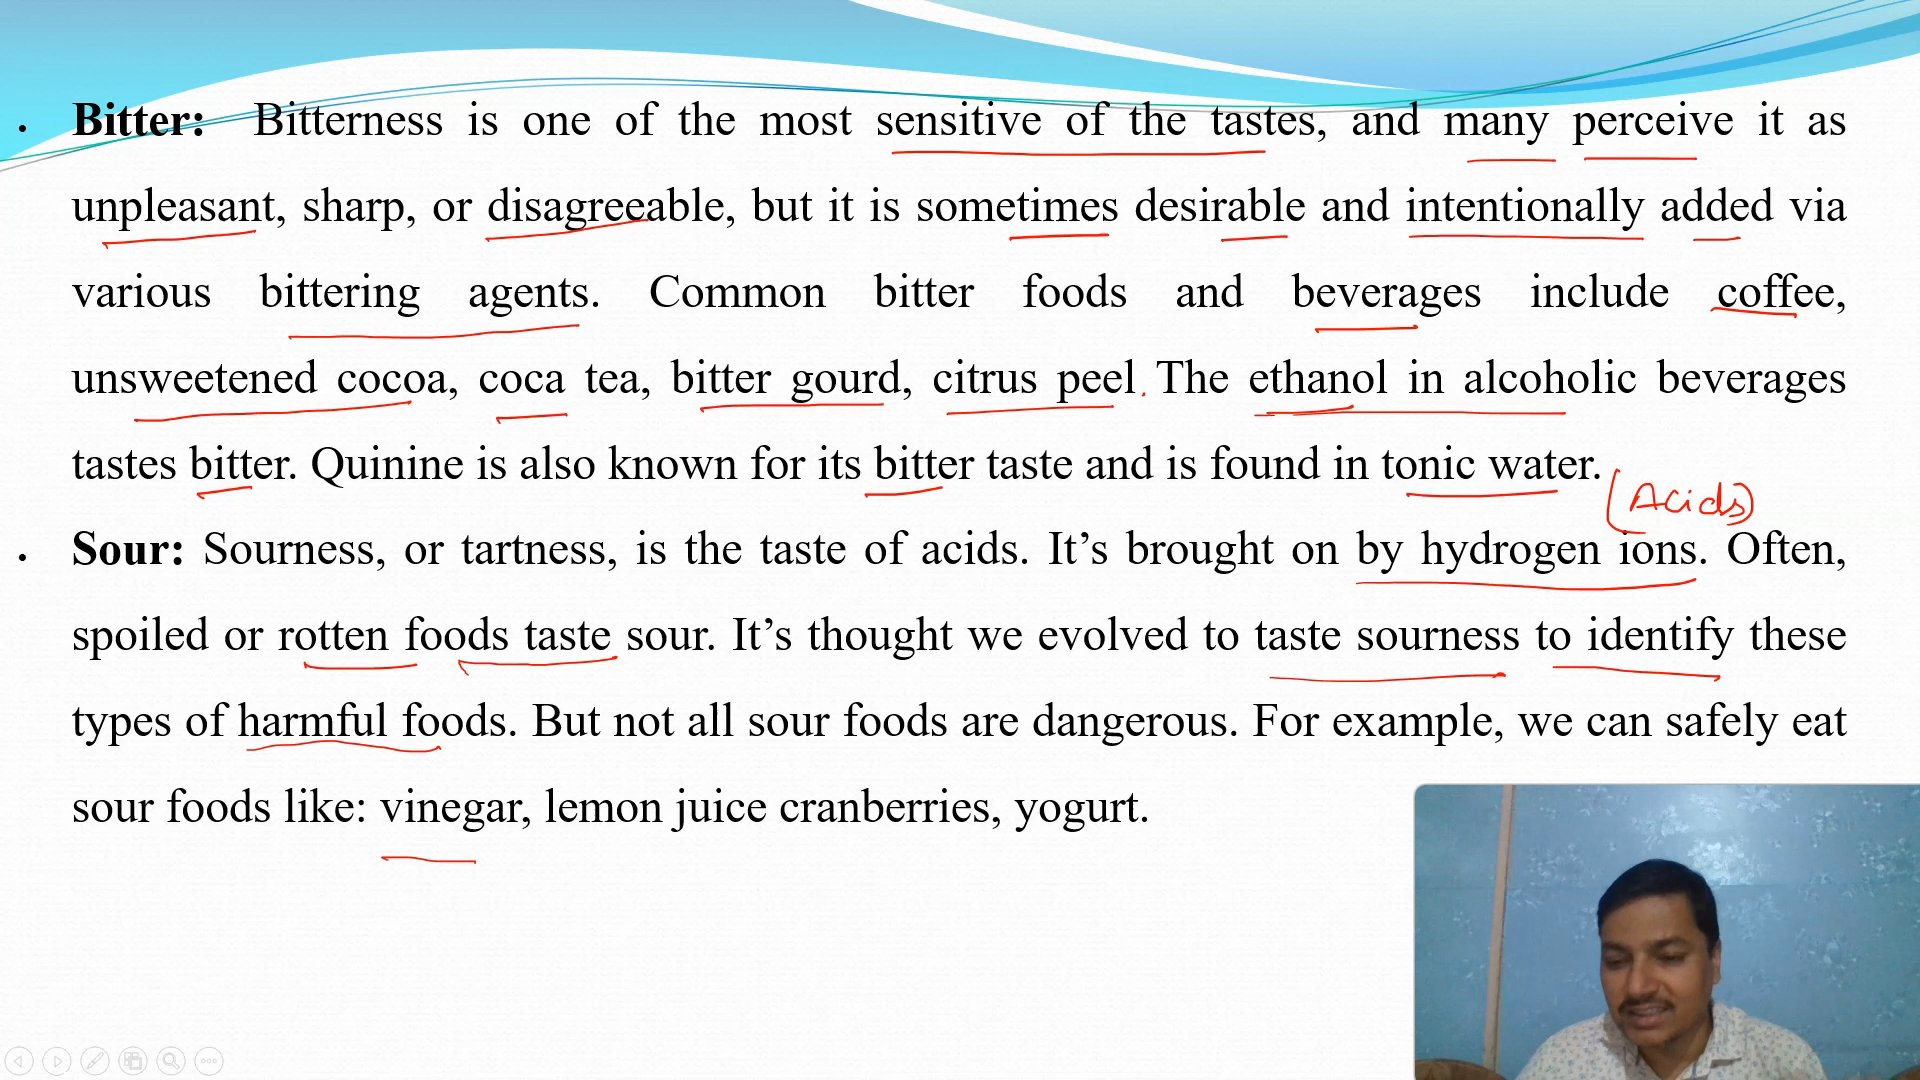 • Bitter: Bitterness is one of the most sensitive of the tastes, and many perceive it as
unpleasant, sharp, or disagreeable, but it is sometimes desirable and intentionally added via
various bittering agents. Common bitter foods and beverages include coffee,
unsweetened cocoa, coca tea, bitter gourd, citrus peel. The ethanol in alcoholic beverages
tastes bitter. Quinine is also known for its bitter taste and is found in tonic water.
(Acids)
• Sour: Sourness, or tartness, is the taste of acids. It’s brought on by hydrogen ions. Often,
spoiled or rotten foods taste sour. It’s thought we evolved to taste sourness to identify these
types of harmful foods. But not all sour foods are dangerous. For example, we can safely eat
sour foods like: vinegar, lemon juice cranberries, yogurt.